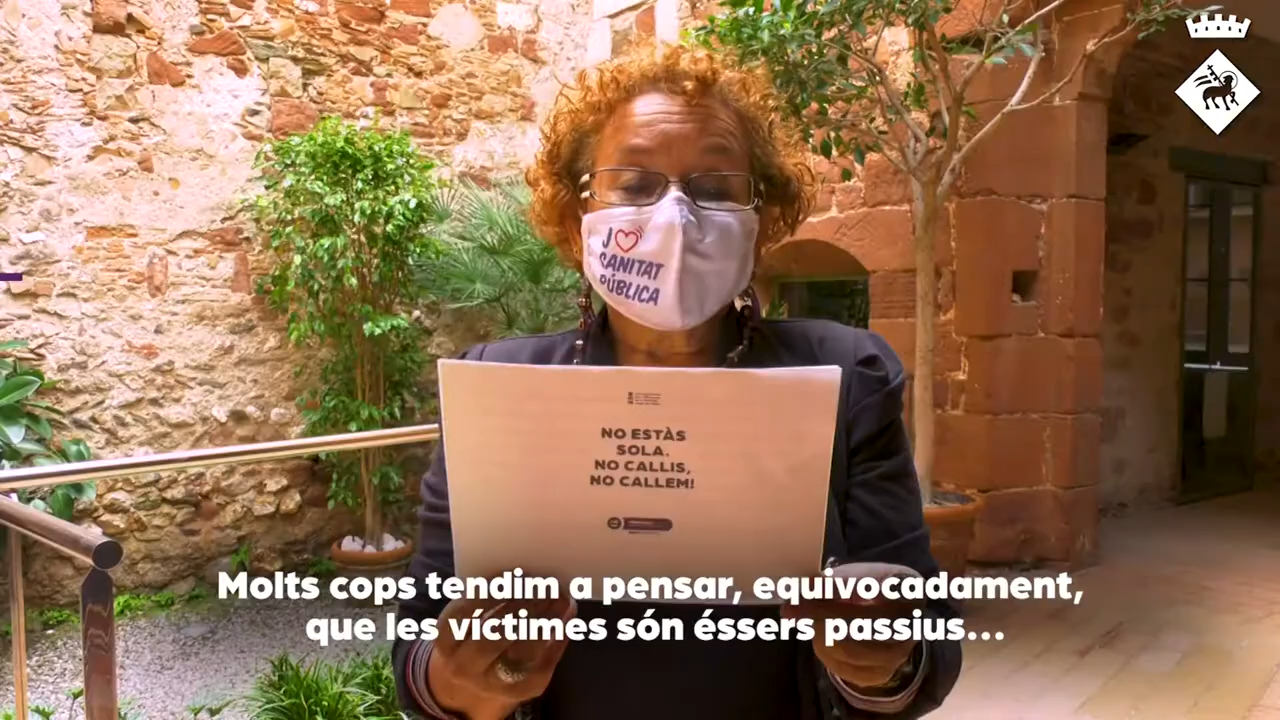 J
SANITAT
PÚBLICA
NO ESTÀS
SOLA.
NO CALLIS,
NO CALLEM!
Molts cops tendim a pensar, equivocadament,
que les víctimes són éssers passius...